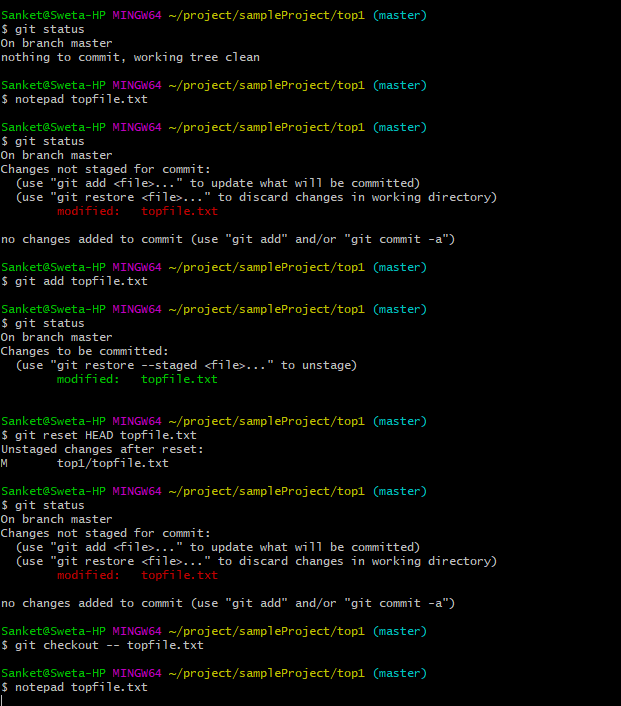 Sanket@Sweta-HP MINGW64 ~/project/sampleProject/top1 (master)
$ git status
On branch master
nothing to commit, working tree clean
Sanket@Sweta-HP MINGW64 ~/project/sampleProject/top1 (master)
$ notepad topfile.txt
Sanket@Sweta-HP MINGW64 ~/project/sampleProject/top1 (master)
$ git status
On branch master
Changes not staged for commit:
  (use "git add <file>..." to update what will be committed)
  (use "git restore <file>..." to discard changes in working directory)
        modified:   topfile.txt
no changes added to commit (use "git add" and/or "git commit -a")
Sanket@Sweta-HP MINGW64 ~/project/sampleProject/top1 (master)
$ git add topfile.txt
Sanket@Sweta-HP MINGW64 ~/project/sampleProject/top1 (master)
$ git status
On branch master
Changes to be committed:
  (use "git restore --staged <file>..." to unstage)
        modified:   topfile.txt
Sanket@Sweta-HP MINGW64 ~/project/sampleProject/top1 (master)
$ git reset HEAD topfile.txt
Unstaged changes after reset:
M       top1/topfile.txt
Sanket@Sweta-HP MINGW64 ~/project/sampleProject/top1 (master)
$ git status
On branch master
Changes not staged for commit:
  (use "git add <file>..." to update what will be committed)
  (use "git restore <file>..." to discard changes in working directory)
        modified:   topfile.txt
no changes added to commit (use "git add" and/or "git commit -a")
Sanket@Sweta-HP MINGW64 ~/project/sampleProject/top1 (master)
$ git checkout -- topfile.txt
Sanket@Sweta-HP MINGW64 ~/project/sampleProject/top1 (master)
$ notepad topfile.txt